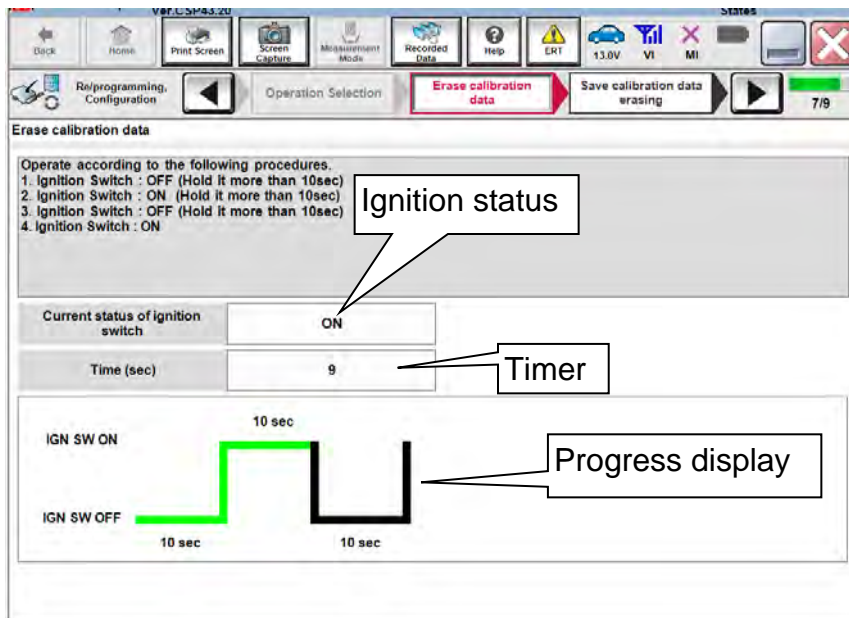 Ver.CSP43.20
States
Back
Home
Print Screen
Screen
Capture
Measurement
Mode
Recorded
Data
Help
ERT
13.0V
VI
MI
Re/programming,
Configuration
Operation Selection
Erase calibration
data
Save calibration data
erasing
7/9
Erase calibration data
Operate according to the following procedures.
1. Ignition Switch : OFF (Hold it more than 10sec)
2. Ignition Switch : ON (Hold it more than 10sec)
3. Ignition Switch : OFF (Hold it more than 10sec)
4. Ignition Switch : ON
Ignition status
Current status of ignition
switch
ON
Time (sec)
9
Timer
10 sec
IGN SW ON
Progress display
IGN SW OFF
10 sec
10 sec